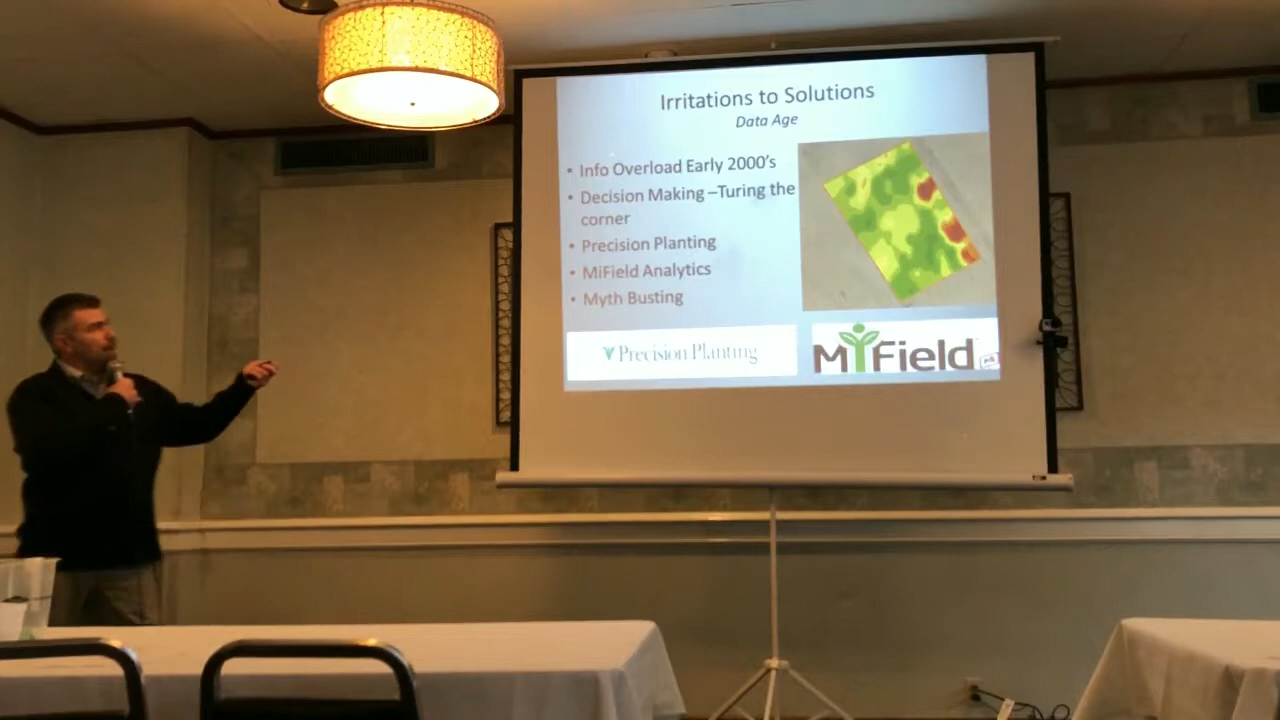 Irritations to Solutions
Data Age
• Info Overload Early 2000's
• Decision Making –Turing the
corner
• Precision Planting
• MiField Analytics
• Myth Busting
Precision Planting
MiField